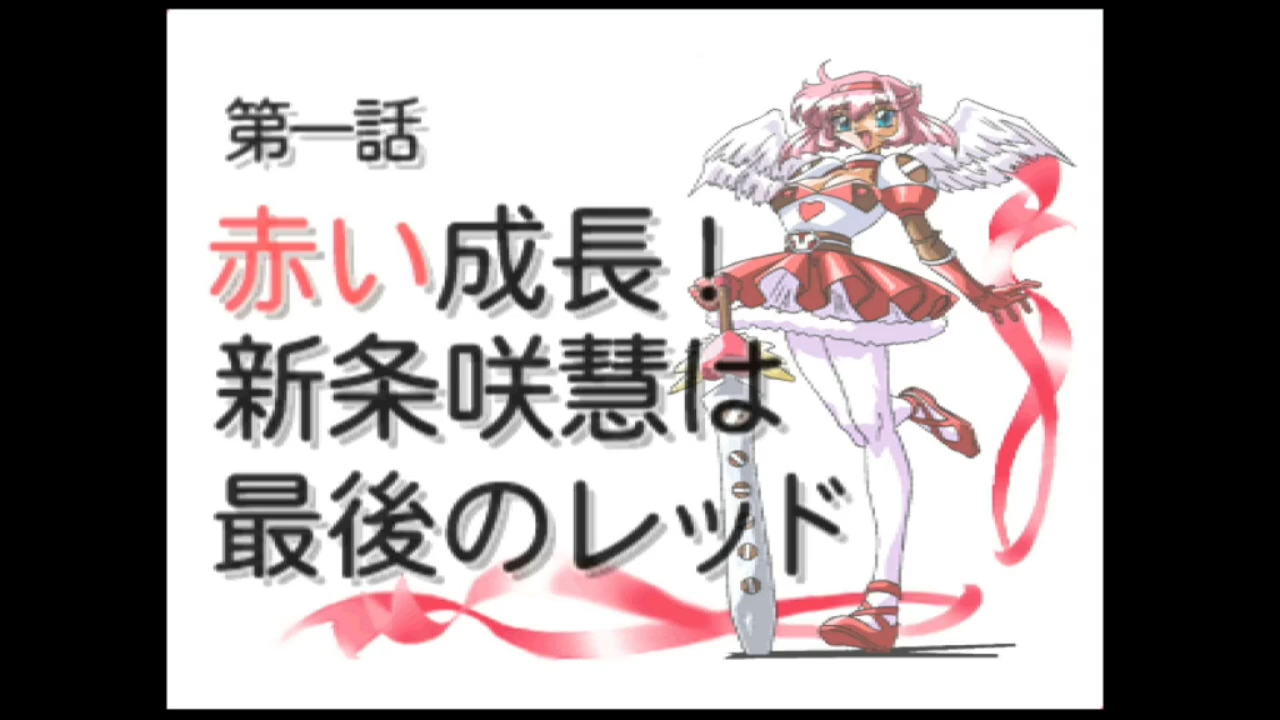 第一話
赤い成長！
新条咲慧は
最後のレッド